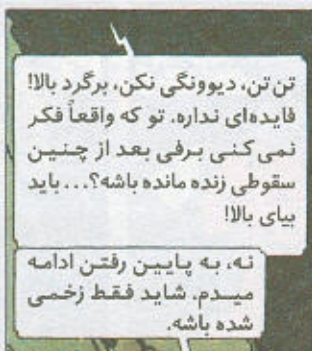 تن‌تن، دیوونگی نکن، برگرد بالا!
فایده‌ای نداره. تو که واقعاً فکر
نمی‌کنی برفی بعد از چنین
سقوطی زنده مانده باشه؟... باید
بیای بالا!
نه، به پایین رفتن ادامه
میدم. شاید فقط زخمی
شده باشه.